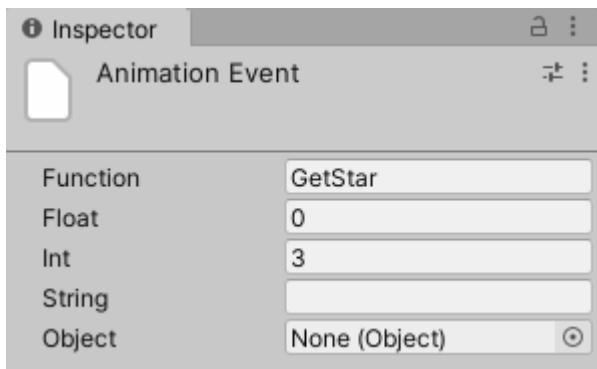 Inspector
Animation Event
Function GetStar
Float 0
Int 3
String
Object None (Object)